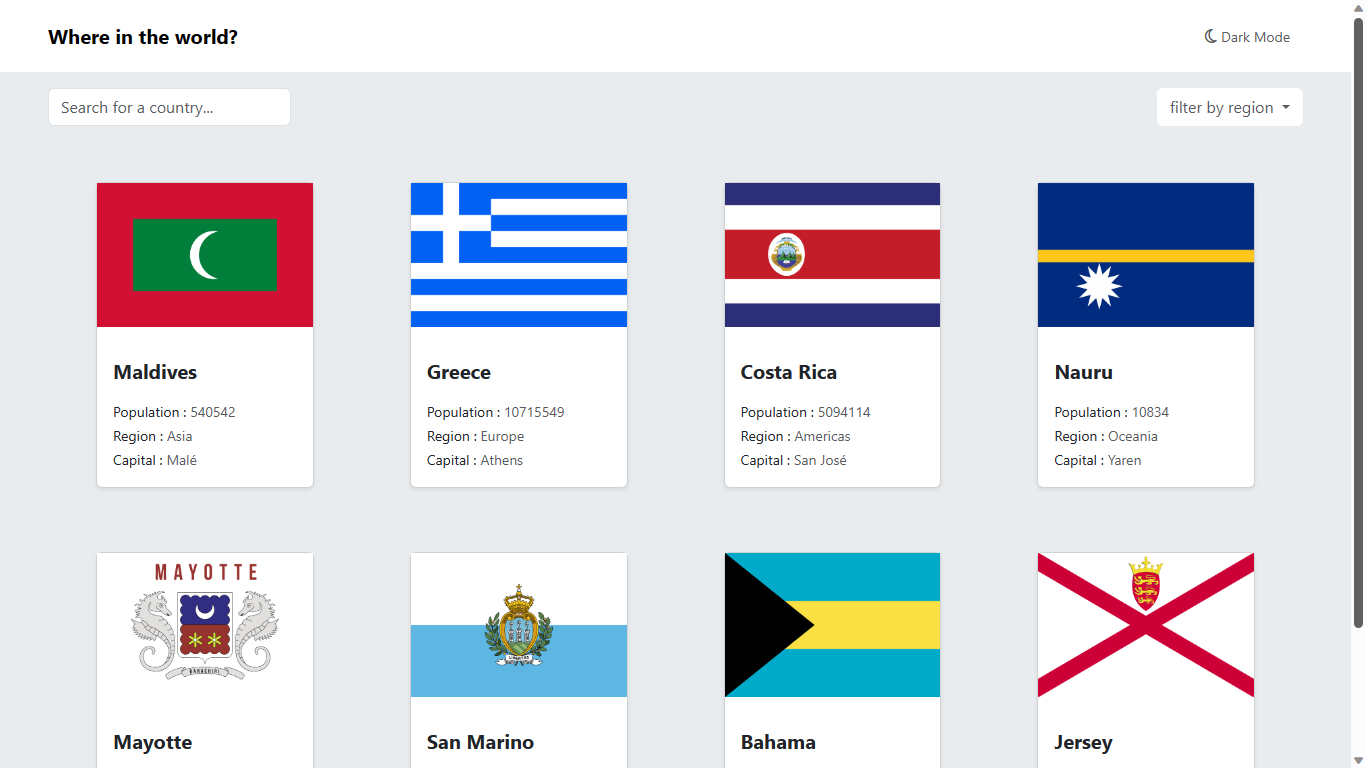 Where in the world?
Dark Mode
Search for a country...
filter by region
Maldives
Population : 540542
Region : Asia
Capital : Malé
Greece
Population : 10715549
Region : Europe
Capital : Athens
Costa Rica
Population : 5094114
Region : Americas
Capital : San José
Nauru
Population : 10834
Region : Oceania
Capital : Yaren
MAYOTTE
Mayotte
LIBERTAS
San Marino
Bahama
Jersey